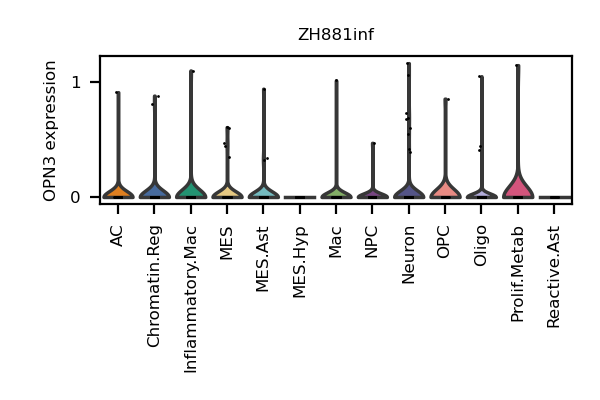 ZH881inf
OPN3 expression
1
0
AC
Chromatin.Reg
Inflammatory.Mac
MES
MES.Ast
MES.Hyp
Mac
NPC
Neuron
OPC
Oligo
Prolif.Metab
Reactive.Ast